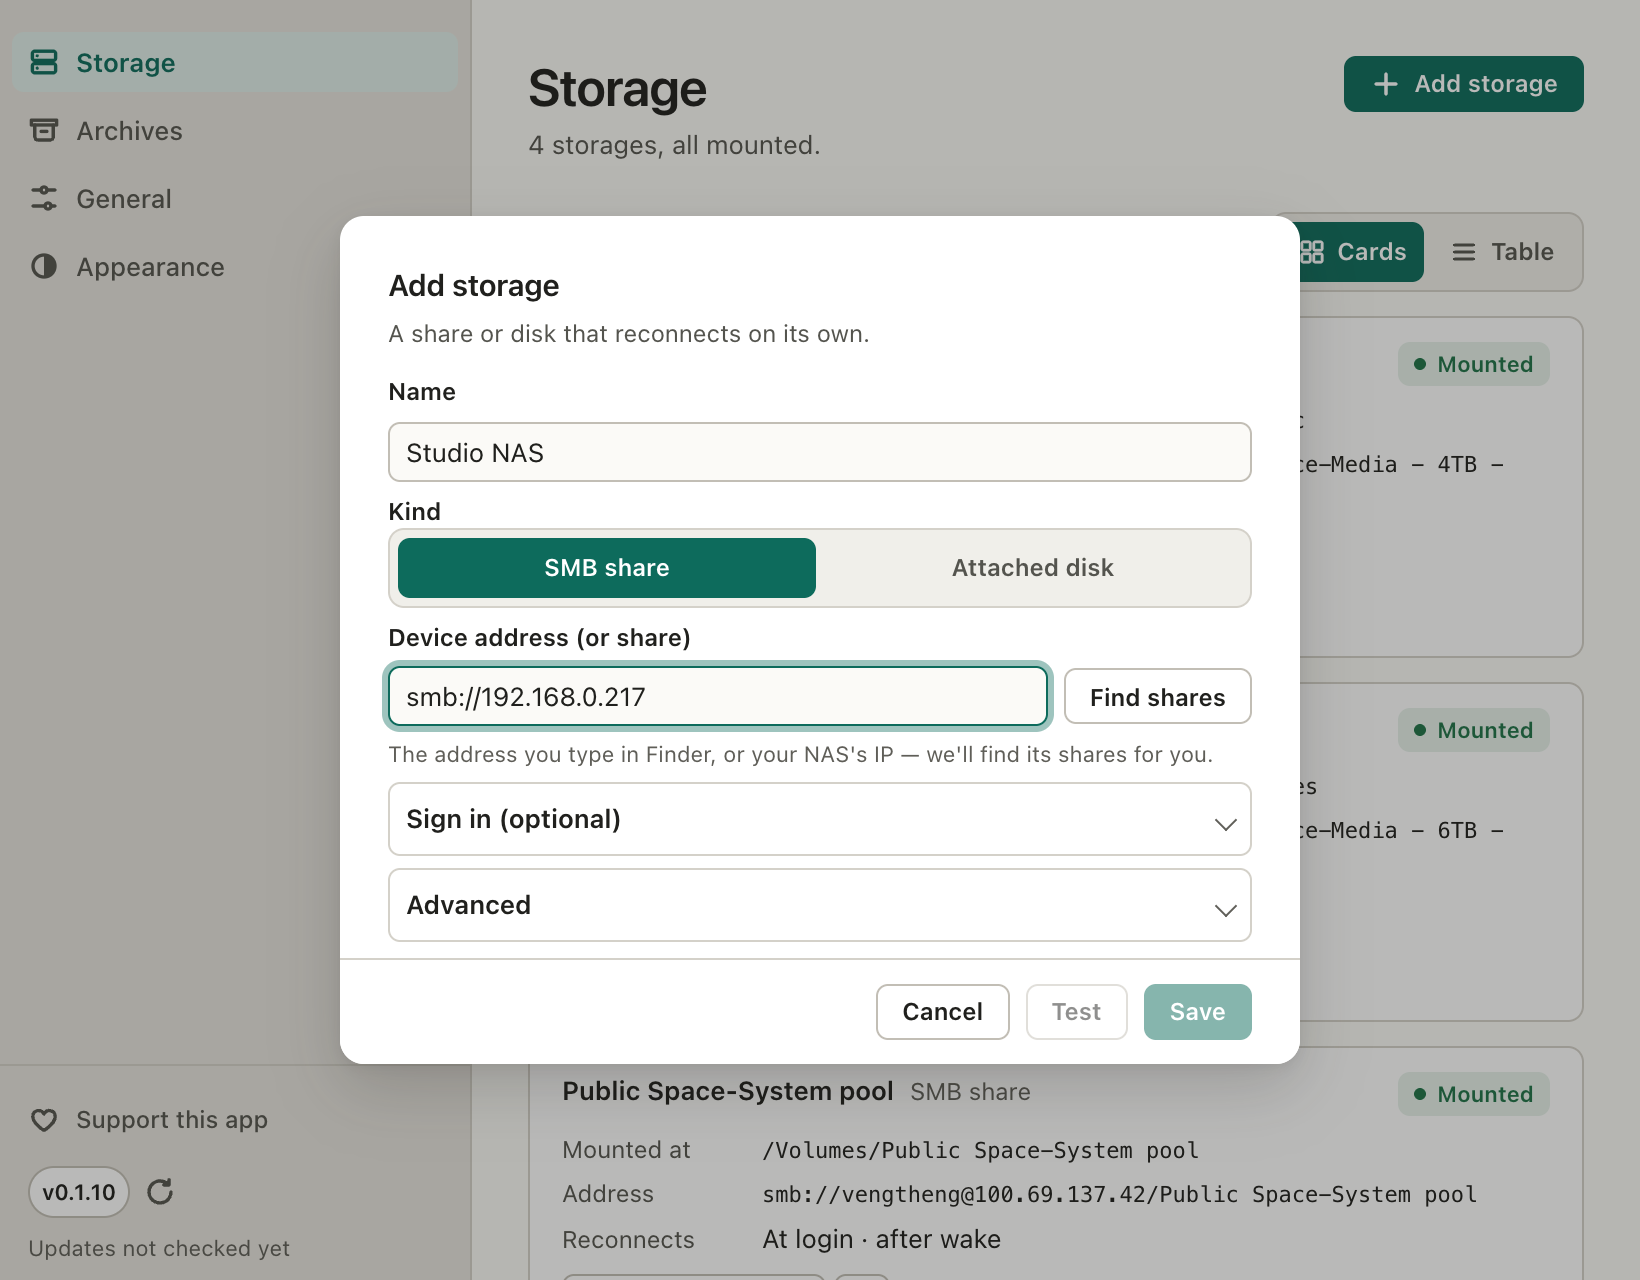 Storage
Archives
General
Appearance
Support this app
v0.1.10
Updates not checked yet
Storage
4 storages, all mounted.
Add storage
Cards
Table
Mounted
ce-Media - 4TB -
Mounted
es
ce-Media - 6TB -
Add storage
A share or disk that reconnects on its own.
Name
Studio NAS
Kind
SMB share
Attached disk
Device address (or share)
smb://192.168.0.217
Find shares
The address you type in Finder, or your NAS's IP — we'll find its shares for you.
Sign in (optional)
Advanced
Cancel
Test
Save
Public Space-System pool SMB share
Mounted
Mounted at /Volumes/Public Space-System pool
Address smb://vengtheng@100.69.137.42/Public Space-System pool
Reconnects At login · after wake